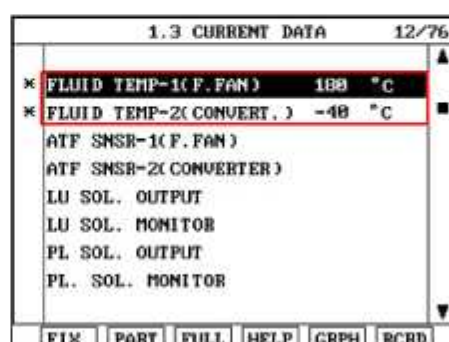 1.3 CURRENT DATA 12/76
* FLUID TEMP-1(F.FAN) 180 °C
* FLUID TEMP-2(CONVERT.) -40 °C
ATF SNSR-1(F.FAN)
ATF SNSR-2(CONVERTER)
LU SOL. OUTPUT
LU SOL. MONITOR
PL SOL. OUTPUT
PL. SOL. MONITOR
FIX PART FULL HELP GRPH RCRD